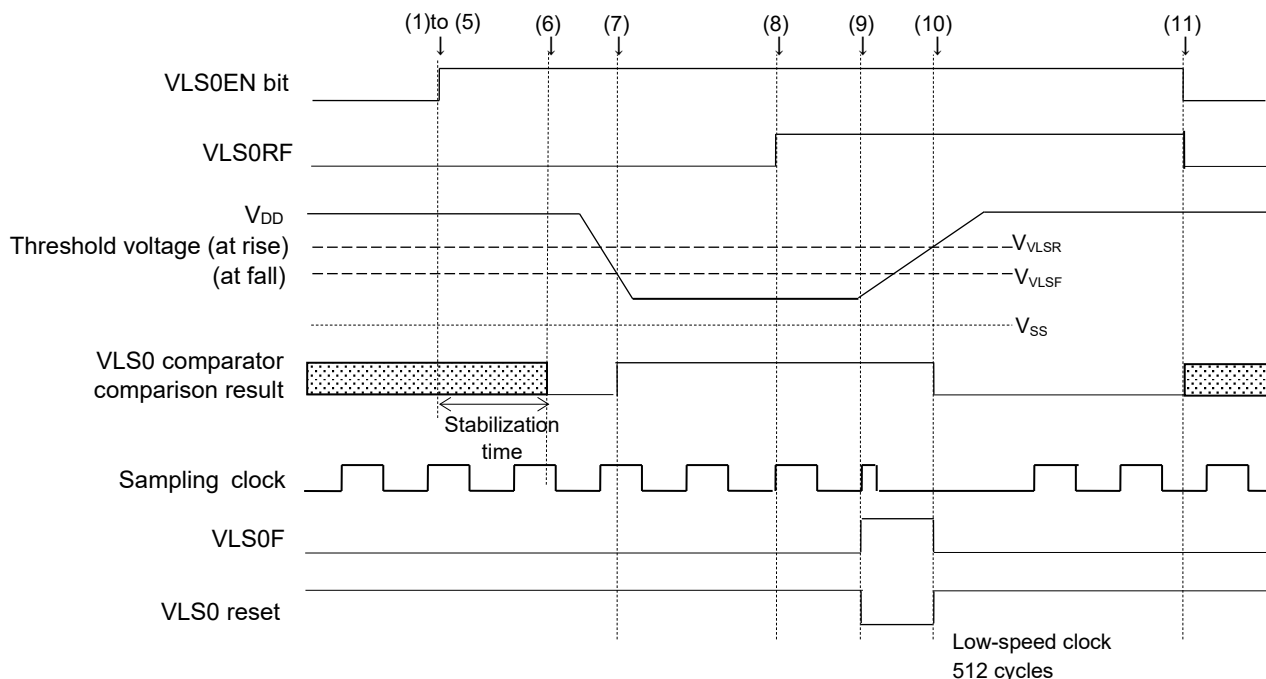 (1)to (5) (6) (7) (8) (9) (10) (11)
VLS0EN bit
VLS0RF
VDD
Threshold voltage (at rise) VVLSR
(at fall) VVLSF
VSS
VLS0 comparator
comparison result
Stabilization
time
Sampling clock
VLS0F
VLS0 reset
Low-speed clock
512 cycles